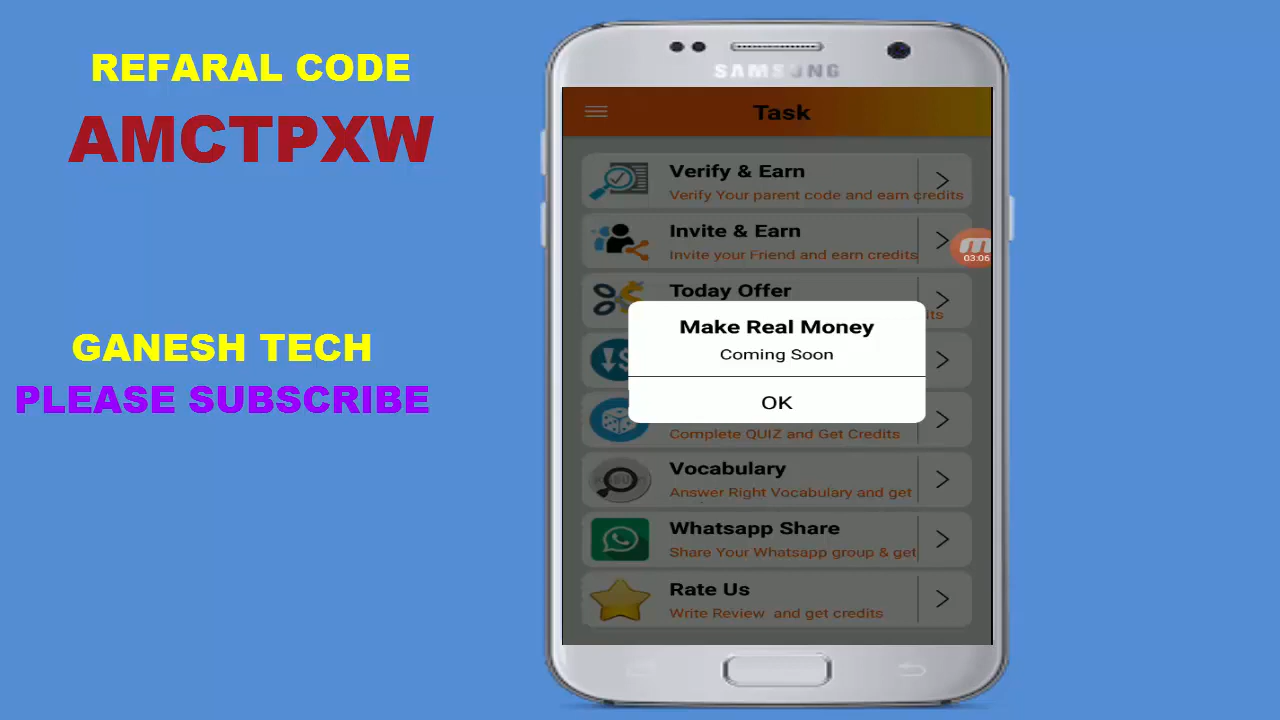 REFARAL CODE
AMCTPXW
GANESH TECH
PLEASE SUBSCRIBE
SAMSUNG
Task
Verify & Earn
Verify Your parent code and earn credits
Invite & Earn
Invite your Friend and earn credits
03:06
Today Offer
Make Real Money
Coming Soon
OK
Complete QUIZ and Get Credits
Vocabulary
Answer Right Vocabulary and get
Whatsapp Share
Share Your Whatsapp group & get
Rate Us
Write Review and get credits